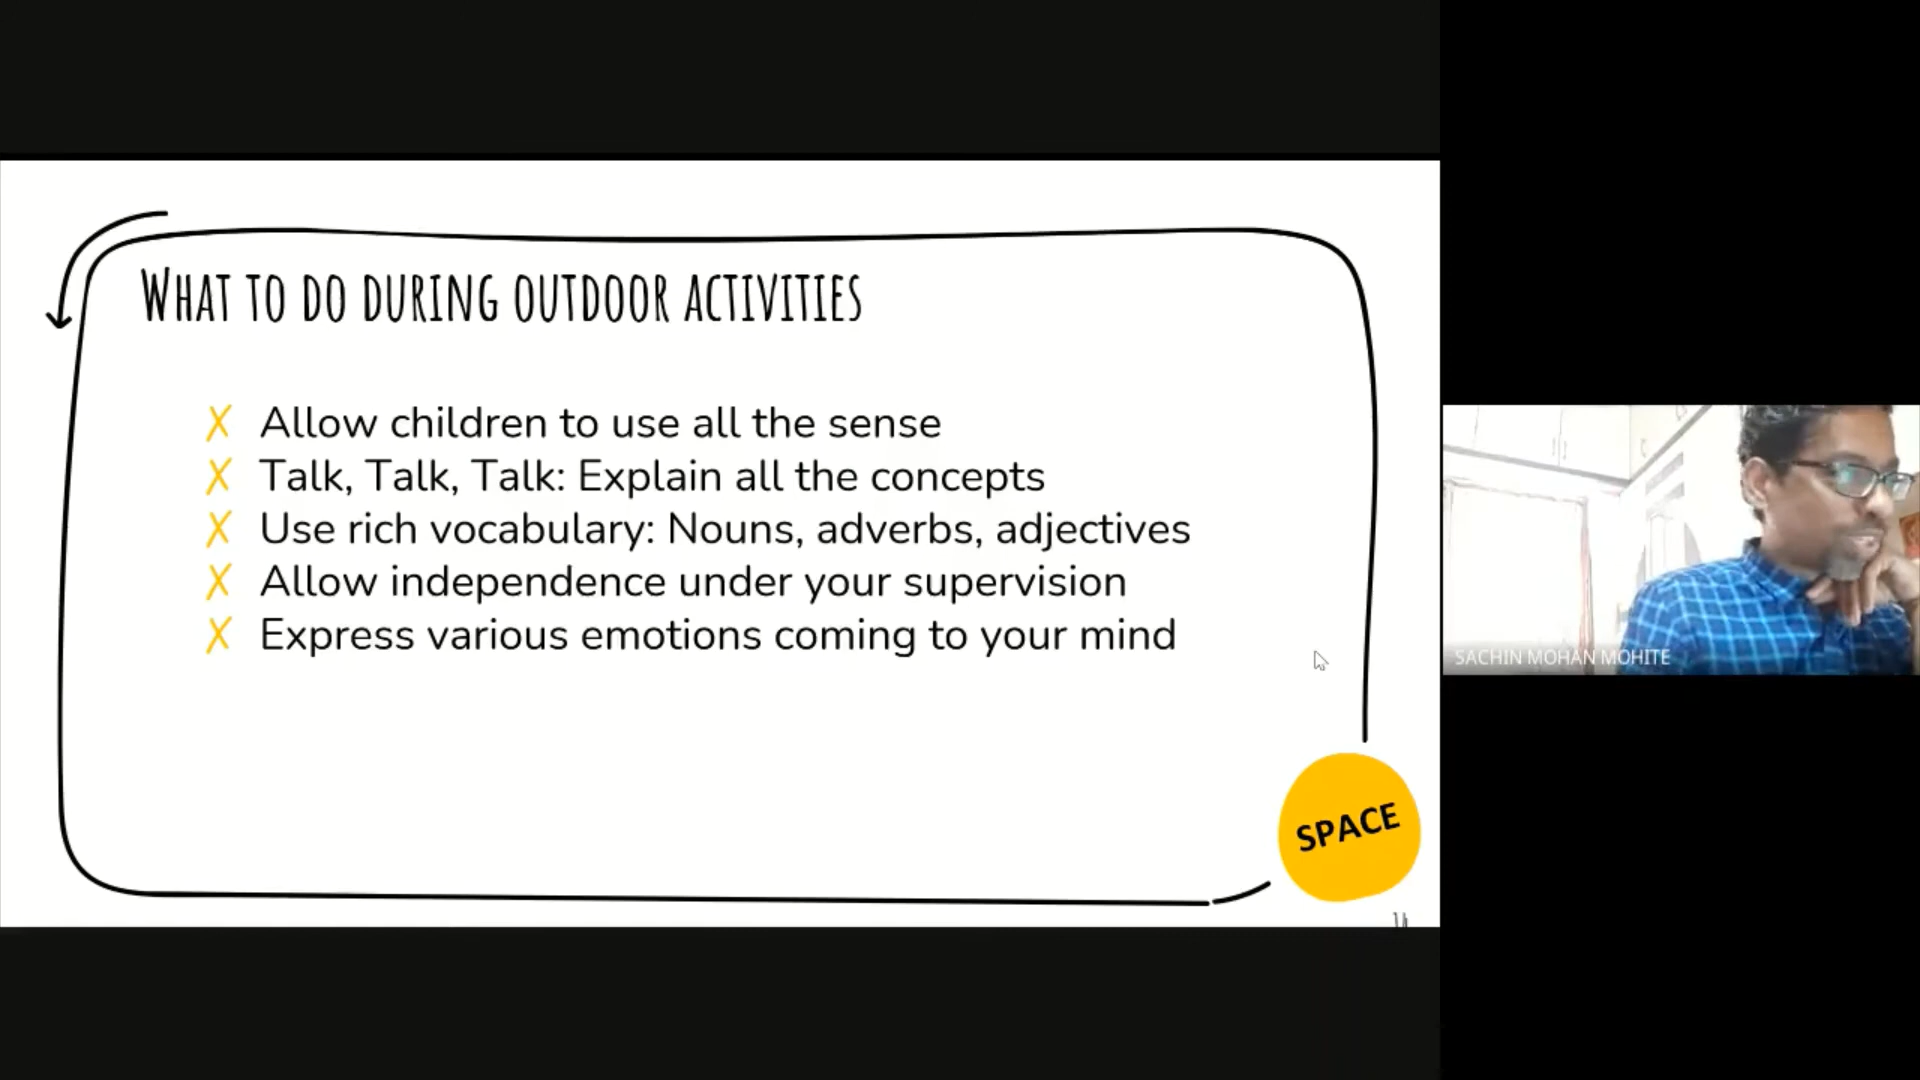 What to do during outdoor activities
✗ Allow children to use all the sense
✗ Talk, Talk, Talk: Explain all the concepts
✗ Use rich vocabulary: Nouns, adverbs, adjectives
✗ Allow independence under your supervision
✗ Express various emotions coming to your mind
SACHIN MOHAN MOHITE
SPACE